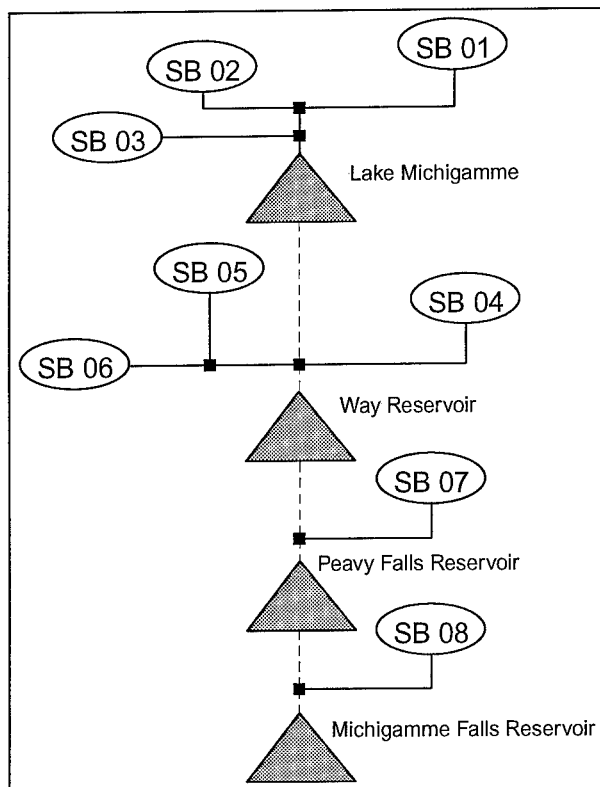 SB 01
SB 02
SB 03
Lake Michigamme
SB 05
SB 04
SB 06
Way Reservoir
SB 07
Peavy Falls Reservoir
SB 08
Michigamme Falls Reservoir